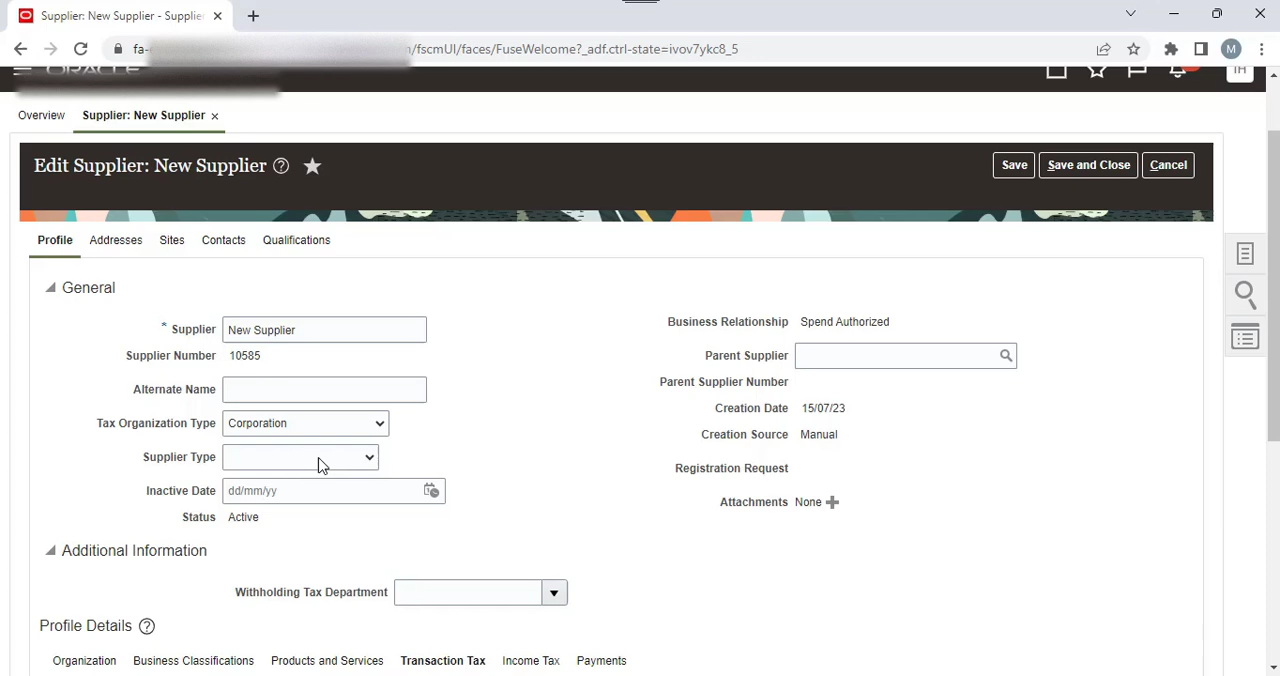 Supplier: New Supplier - Supplier
fa-
/fscmUI/faces/FuseWelcome?_adf.ctrl-state=ivov7ykc8_5
M
ORACLE
Overview
Supplier: New Supplier
Edit Supplier: New Supplier
Save
Save and Close
Cancel
Profile
Addresses
Sites
Contacts
Qualifications
General
* Supplier New Supplier
Supplier Number 10585
Alternate Name
Tax Organization Type Corporation
Supplier Type
Inactive Date dd/mm/yy
Status Active
Business Relationship Spend Authorized
Parent Supplier
Parent Supplier Number
Creation Date 15/07/23
Creation Source Manual
Registration Request
Attachments None
Additional Information
Withholding Tax Department
Profile Details
Organization
Business Classifications
Products and Services
Transaction Tax
Income Tax
Payments